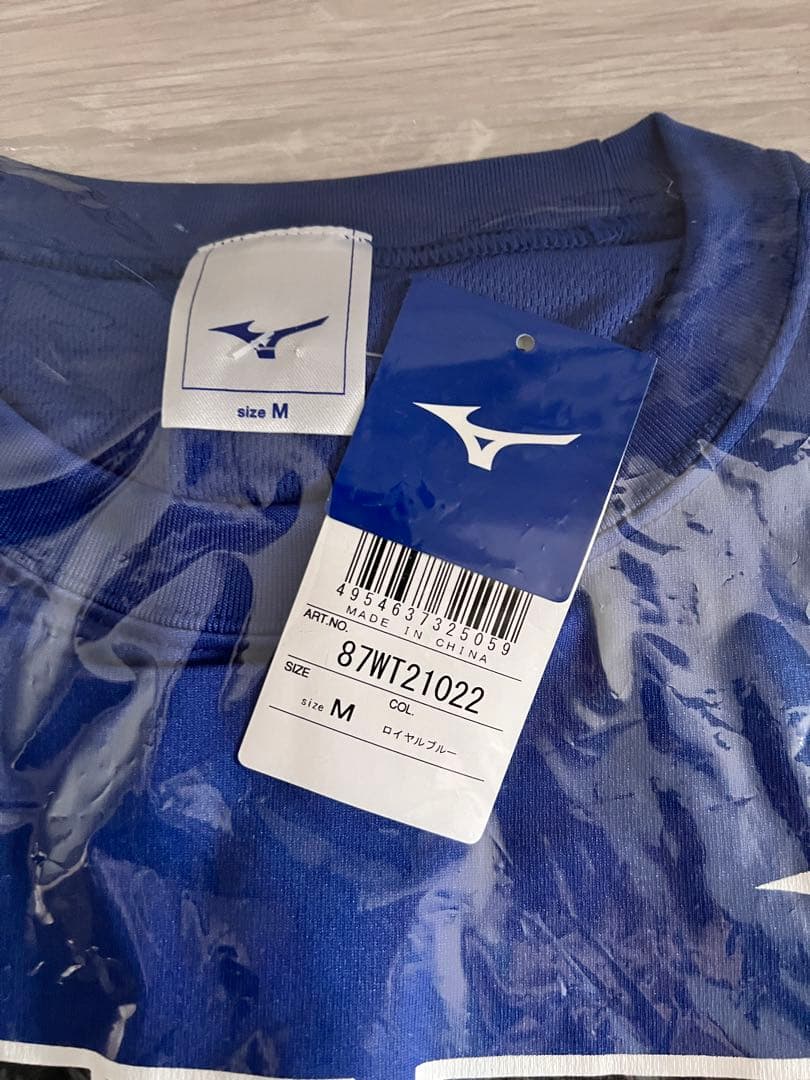 size M
4954637325059
MADE IN CHINA
ART.NO.
87WT21022
SIZE
COL.
size M
ロイヤルブルー